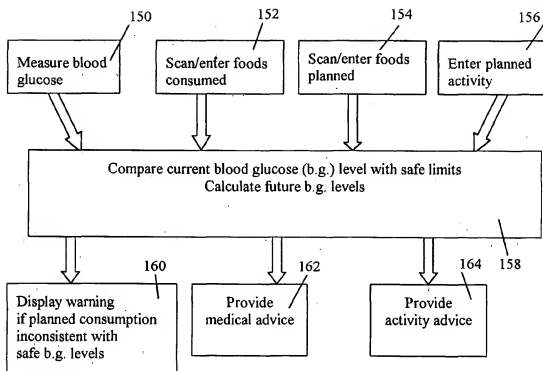 150
152
154
156
Measure blood
glucose
Scan/enter foods
consumed
Scan/enter foods
planned
Enter planned
activity
Compare current blood glucose (b.g.) level with safe limits
Calculate future b.g. levels
158
160
162
164
Display warning
if planned consumption
inconsistent with
safe b.g. levels
Provide
medical advice
Provide
activity advice